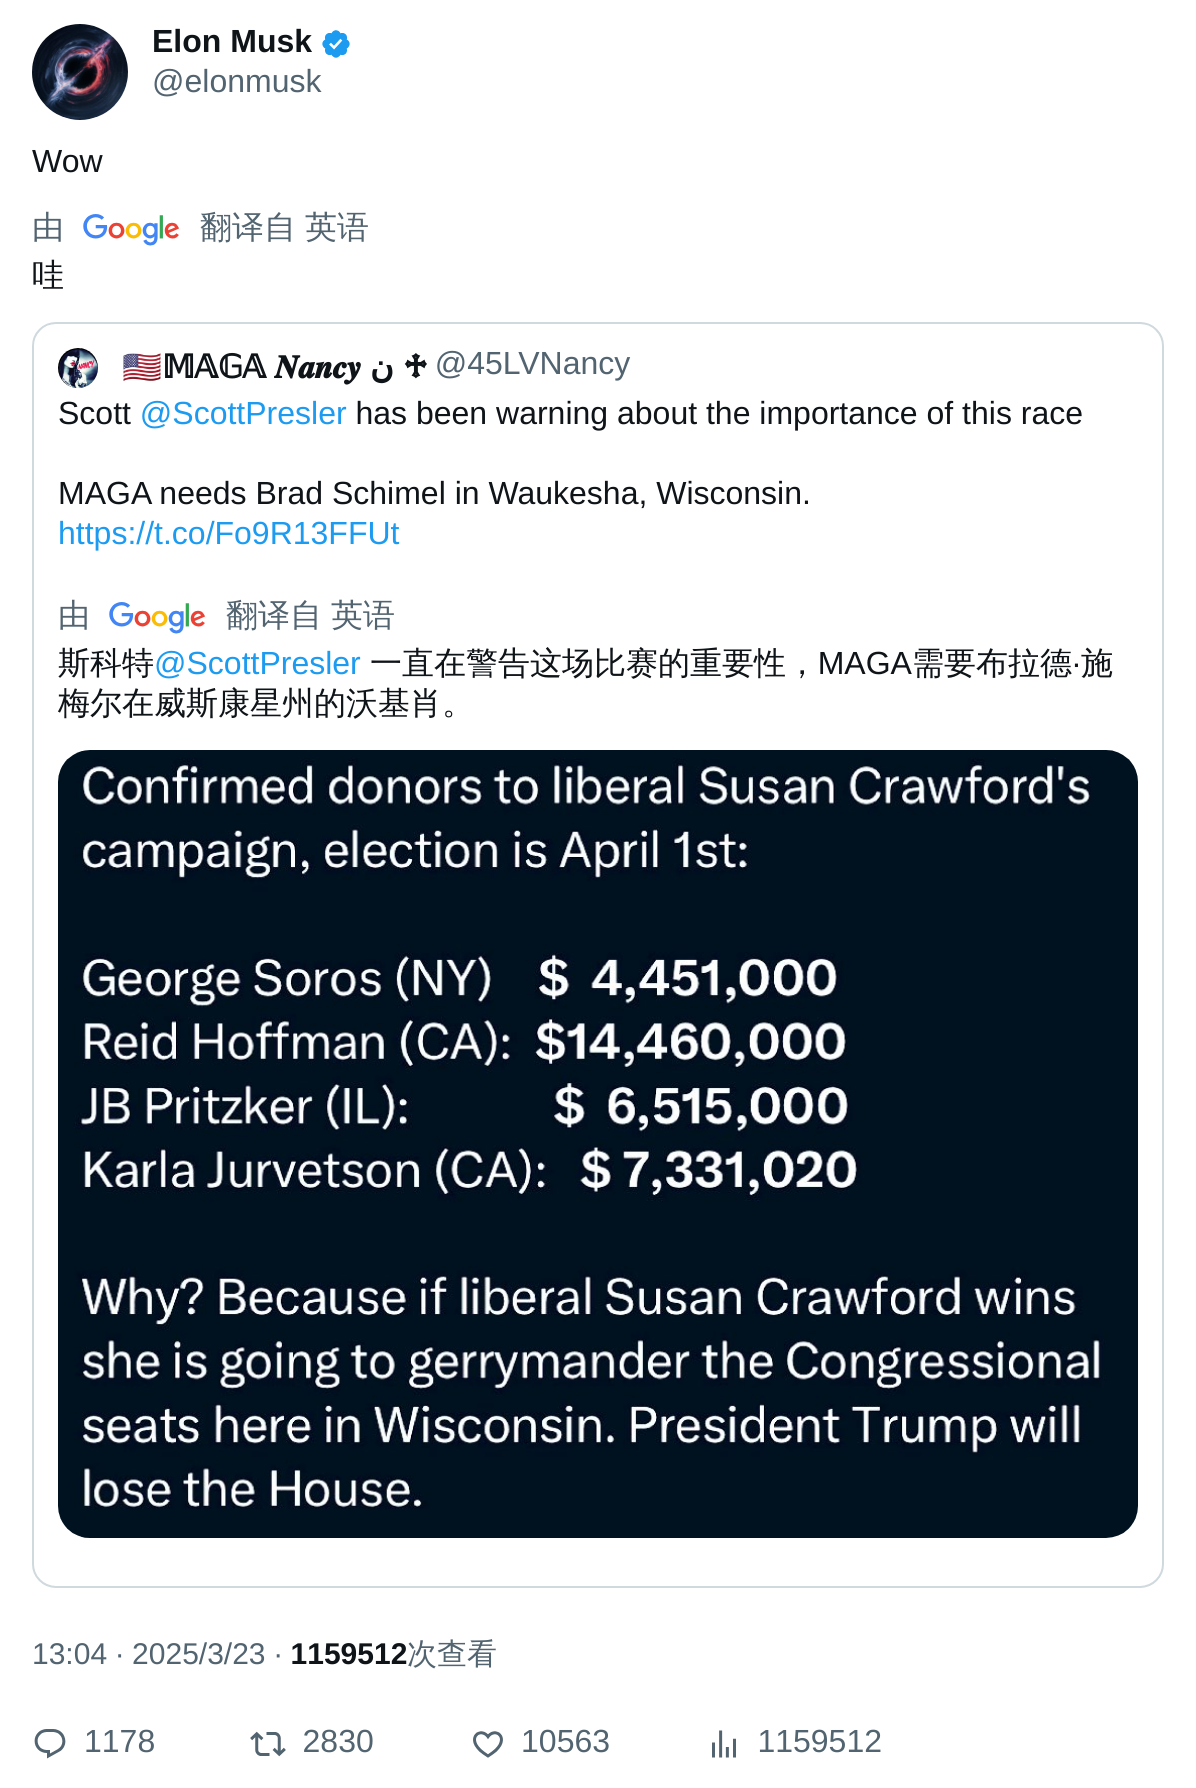 Elon Musk
@elonmusk
Wow
由 Google 翻译自 英语
哇
🇺🇸𝕄𝔸𝔾𝔸 𝑵𝒂𝒏𝒄𝒚 ن ✝ @45LVNancy
Scott @ScottPresler has been warning about the importance of this race
MAGA needs Brad Schimel in Waukesha, Wisconsin.
https://t.co/Fo9R13FFUt
由 Google 翻译自 英语
斯科特@ScottPresler 一直在警告这场比赛的重要性，MAGA需要布拉德·施
梅尔在威斯康星州的沃基肖。
Confirmed donors to liberal Susan Crawford's
campaign, election is April 1st:
George Soros (NY) $ 4,451,000
Reid Hoffman (CA): $14,460,000
JB Pritzker (IL): $ 6,515,000
Karla Jurvetson (CA): $ 7,331,020
Why? Because if liberal Susan Crawford wins
she is going to gerrymander the Congressional
seats here in Wisconsin. President Trump will
lose the House.
13:04 · 2025/3/23 · 1159512次查看
1178 2830 10563 1159512